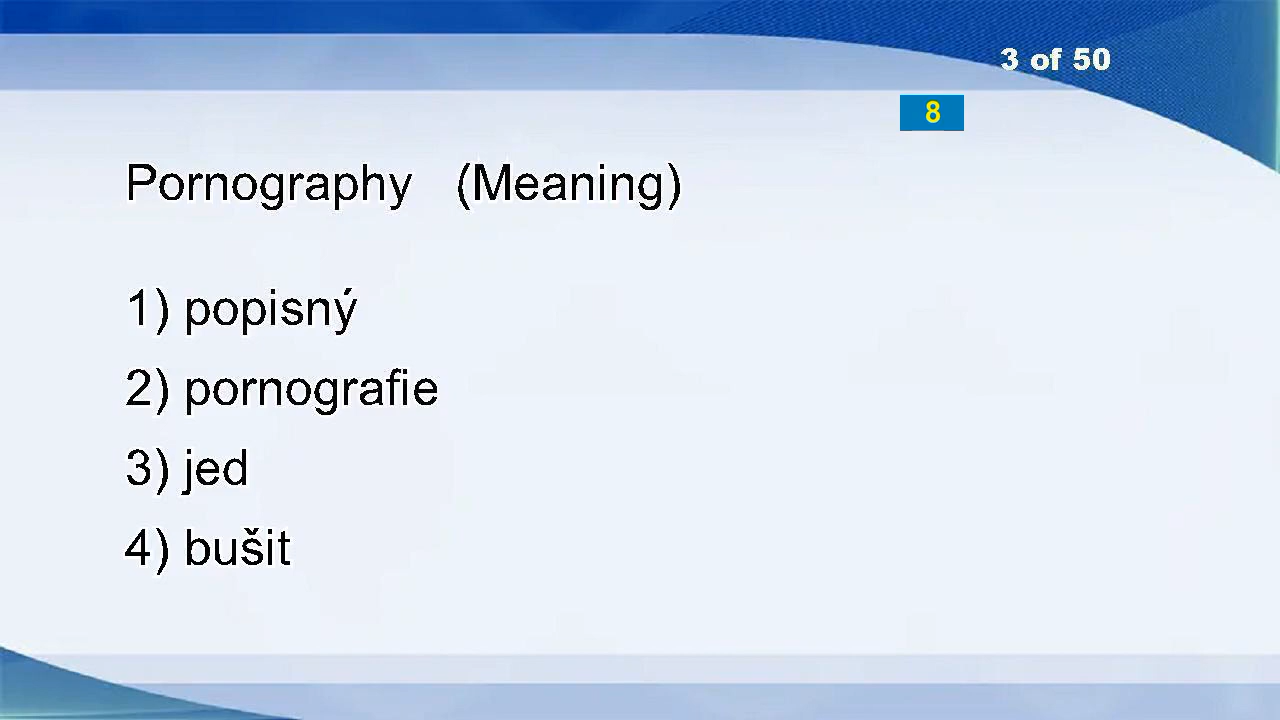 3 of 50
8
Pornography (Meaning)
1) popisný
2) pornografie
3) jed
4) bušit